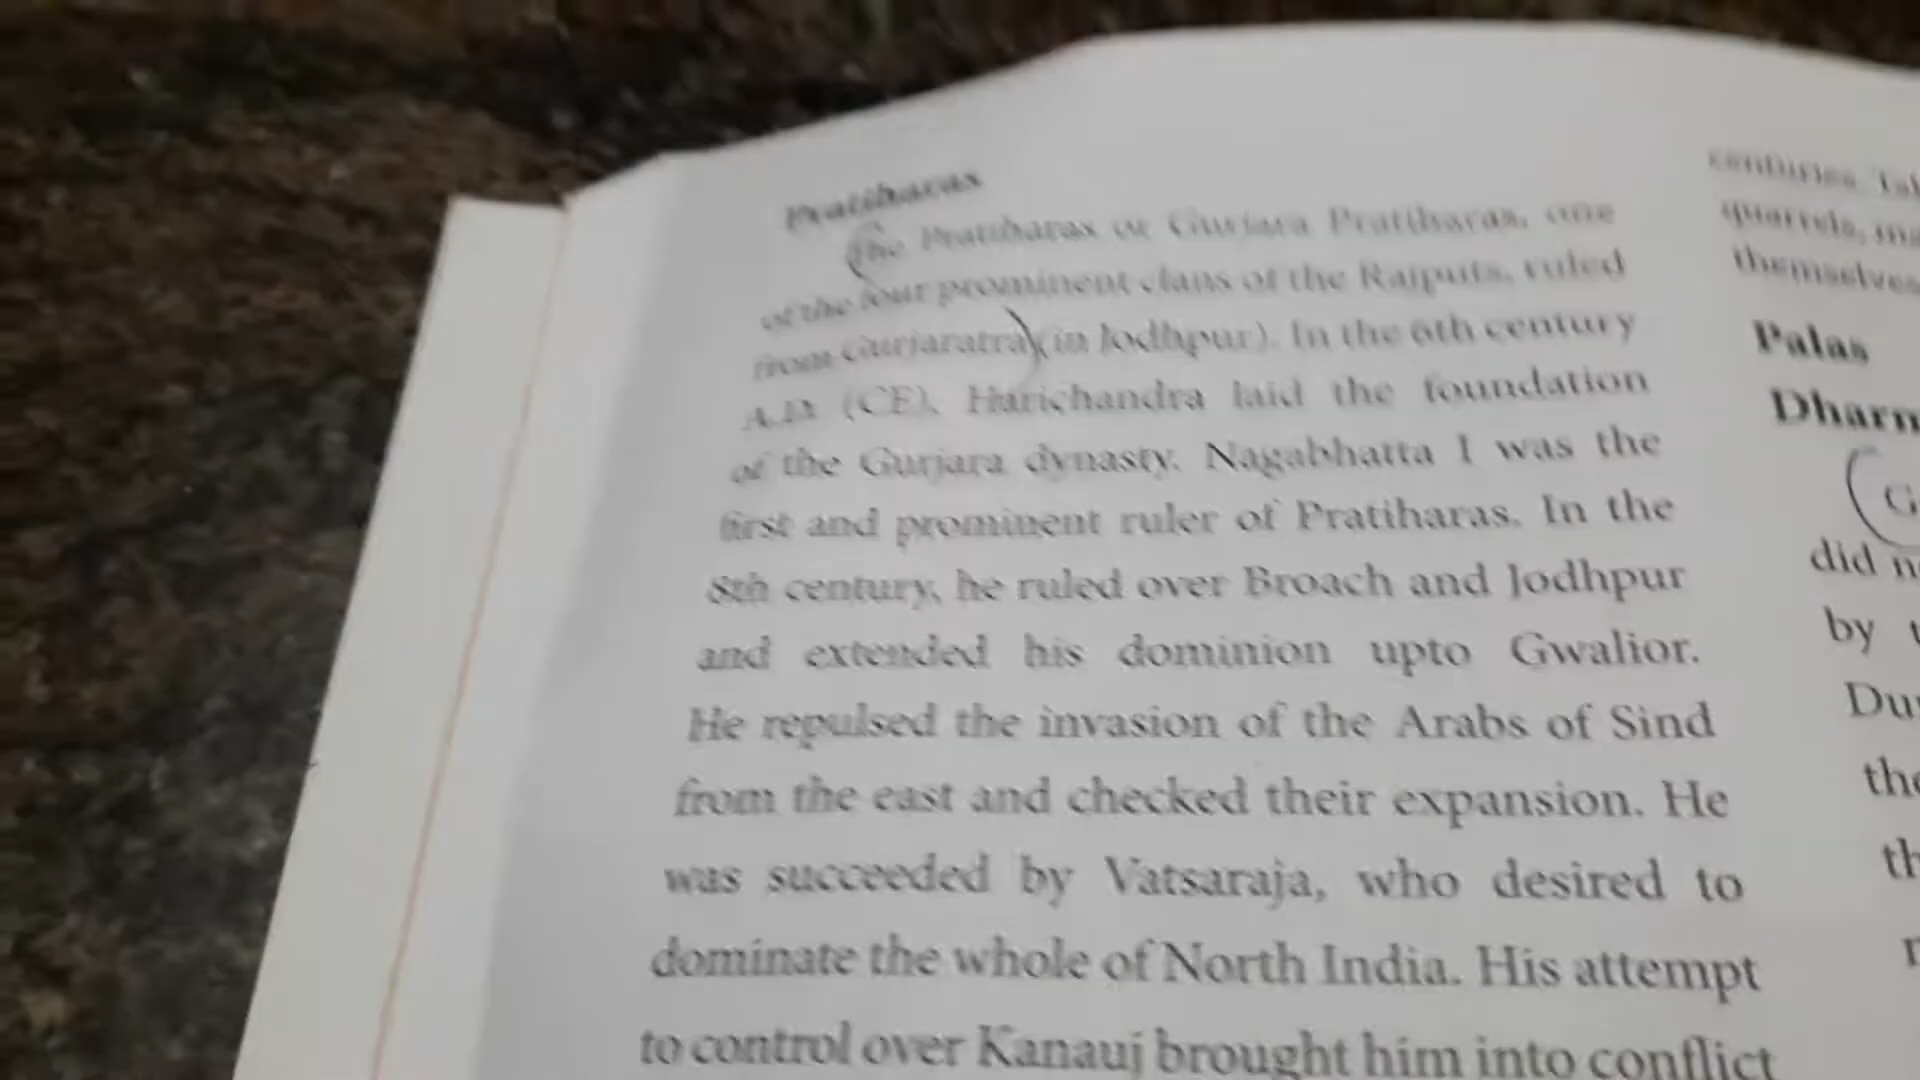 Pratiharas
The Pratiharas or Gurjara Pratiharas, one
of the four prominent clans of the Rajputs, ruled
from Gurjaratra (in Jodhpur). In the 6th century
A.D. (CE), Harichandra laid the foundation
of the Gurjara dynasty. Nagabhatta I was the
first and prominent ruler of Pratiharas. In the
8th century, he ruled over Broach and Jodhpur
and extended his dominion upto Gwalior.
He repulsed the invasion of the Arabs of Sind
from the east and checked their expansion. He
was succeeded by Vatsaraja, who desired to
dominate the whole of North India. His attempt
to control over Kanauj brought him into conflict
centuries.
quarrels,
themselves
Palas
did
by